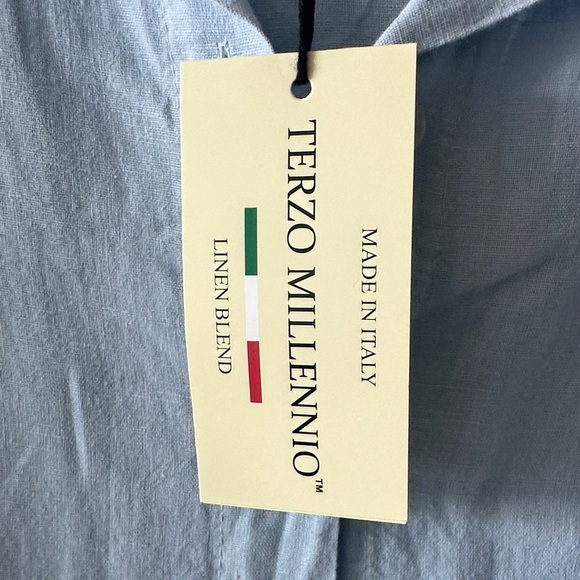 MADE IN ITALY
TERZO MILLENNIO™
LINEN BLEND